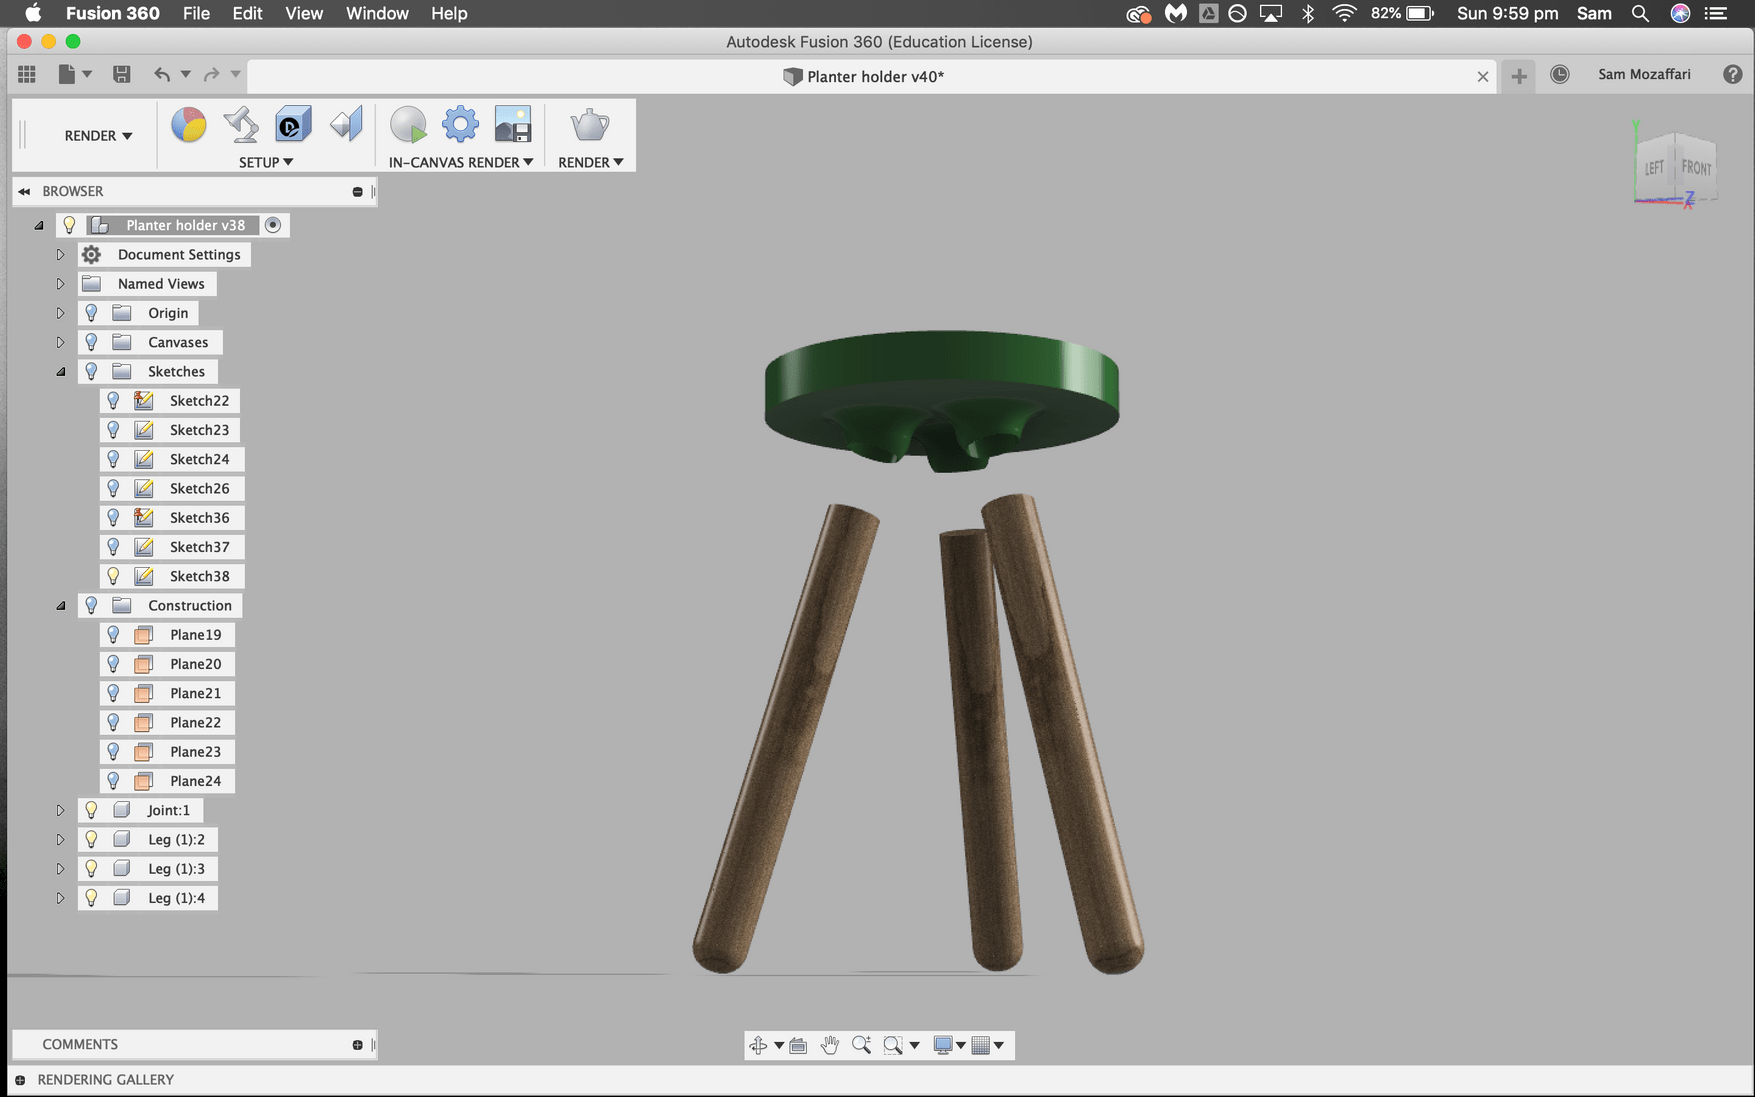 Fusion 360 File Edit View Window Help 82% Sun 9:59 pm Sam
Autodesk Fusion 360 (Education License)
Planter holder v40* Sam Mozaffari
RENDER SETUP IN-CANVAS RENDER RENDER
BROWSER
Planter holder v38
Document Settings
Named Views
Origin
Canvases
Sketches
Sketch22
Sketch23
Sketch24
Sketch26
Sketch36
Sketch37
Sketch38
Construction
Plane19
Plane20
Plane21
Plane22
Plane23
Plane24
Joint:1
Leg (1):2
Leg (1):3
Leg (1):4
Y
LEFT FRONT
Z
X
COMMENTS
RENDERING GALLERY